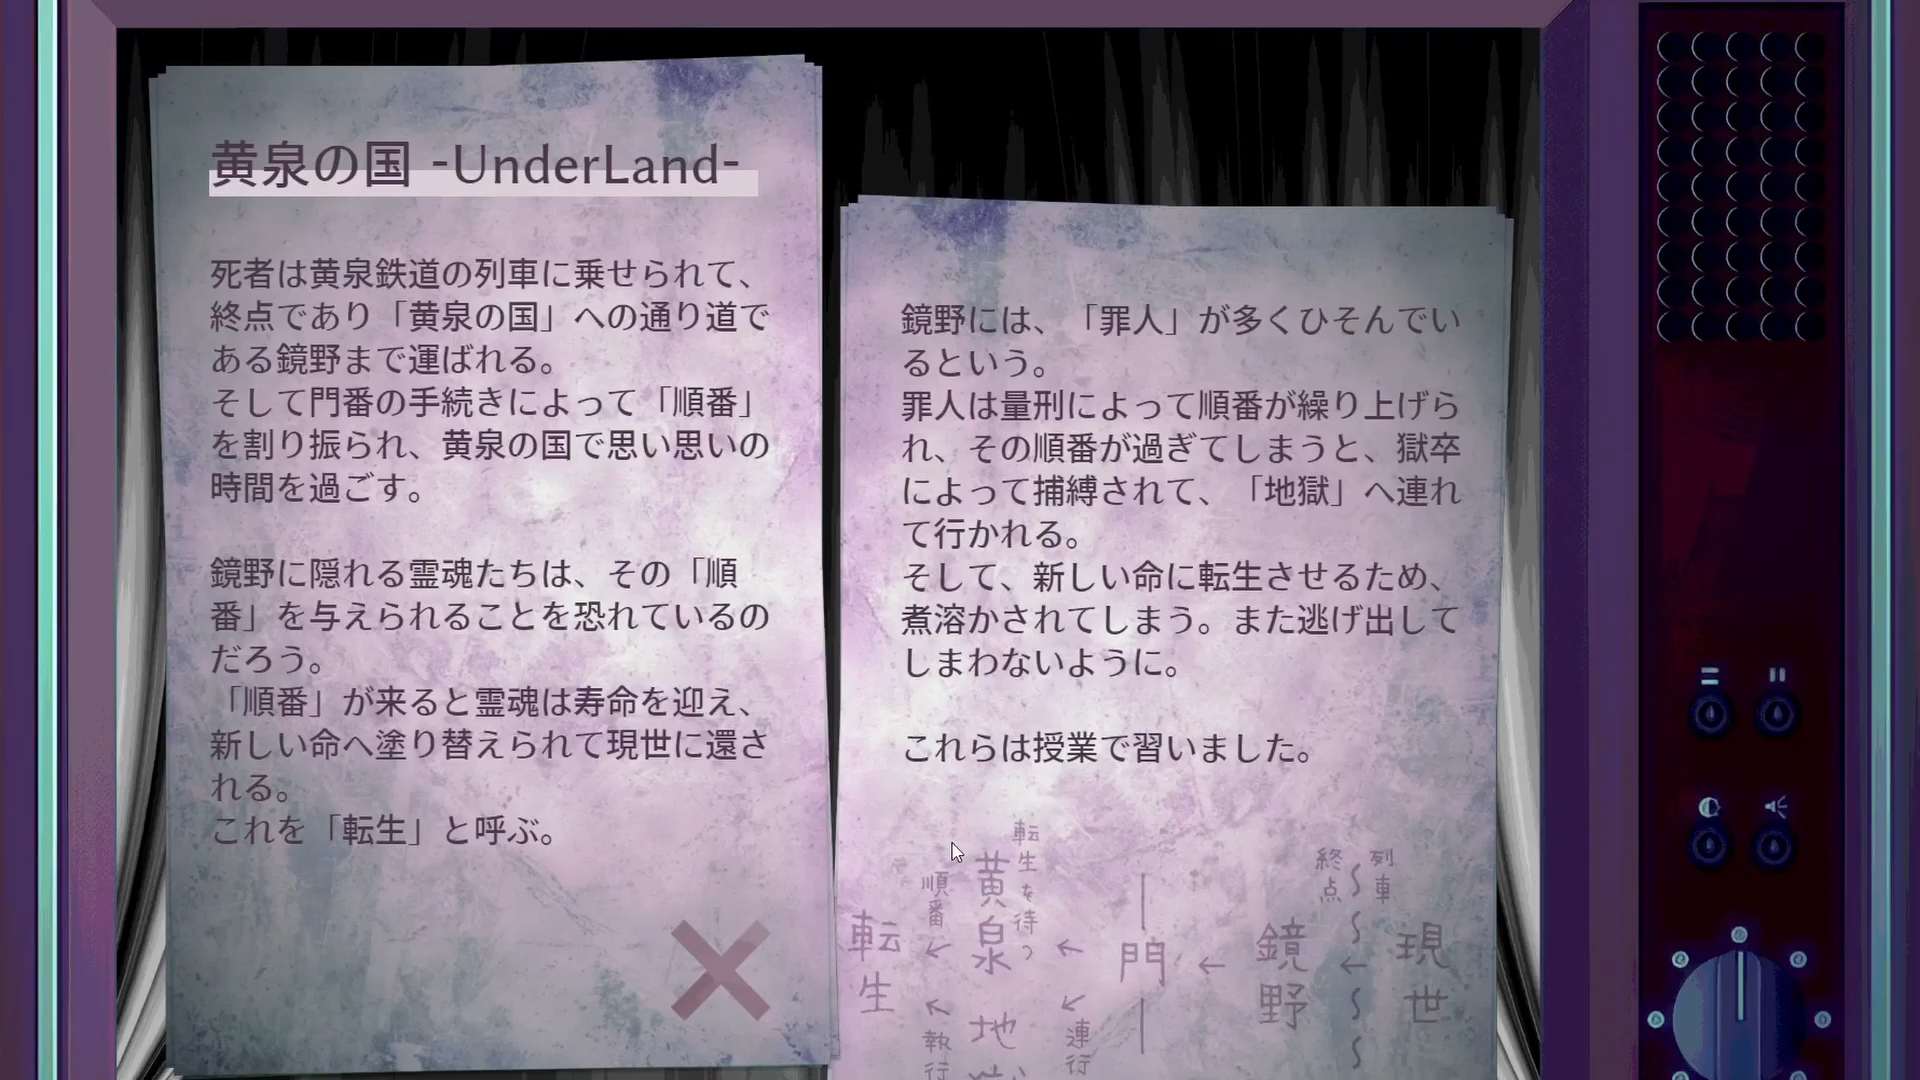 黄泉の国 -UnderLand-
死者は黄泉鉄道の列車に乗せられて、
終点であり「黄泉の国」への通り道で
ある鏡野まで運ばれる。
そして門番の手続きによって「順番」
を割り振られ、黄泉の国で思い思いの
時間を過ごす。
鏡野に隠れる霊魂たちは、その「順
番」を与えられることを恐れているの
だろう。
「順番」が来ると霊魂は寿命を迎え、
新しい命へ塗り替えられて現世に還さ
れる。
これを「転生」と呼ぶ。
鏡野には、「罪人」が多くひそんでい
るという。
罪人は量刑によって順番が繰り上げら
れ、その順番が過ぎてしまうと、獄卒
によって捕縛されて、「地獄」へ連れ
て行かれる。
そして、新しい命に転生させるため、
煮溶かされてしまう。また逃げ出して
しまわないように。
これらは授業で習いました。
現世
列車
終点
←
鏡野
←
門
←
転生を待つ
黄泉
順番
←
転生
連行
地
執行